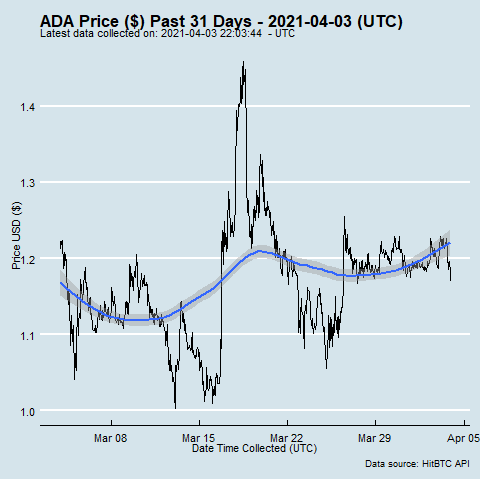 ADA Price ($) Past 31 Days - 2021-04-03 (UTC)
Latest data collected on: 2021-04-03 22:03:44 - UTC
1.4
1.3
1.2
1.1
1.0
Price USD ($)
Mar 08 Mar 15 Mar 22 Mar 29 Apr 05
Date Time Collected (UTC)
Data source: HitBTC API